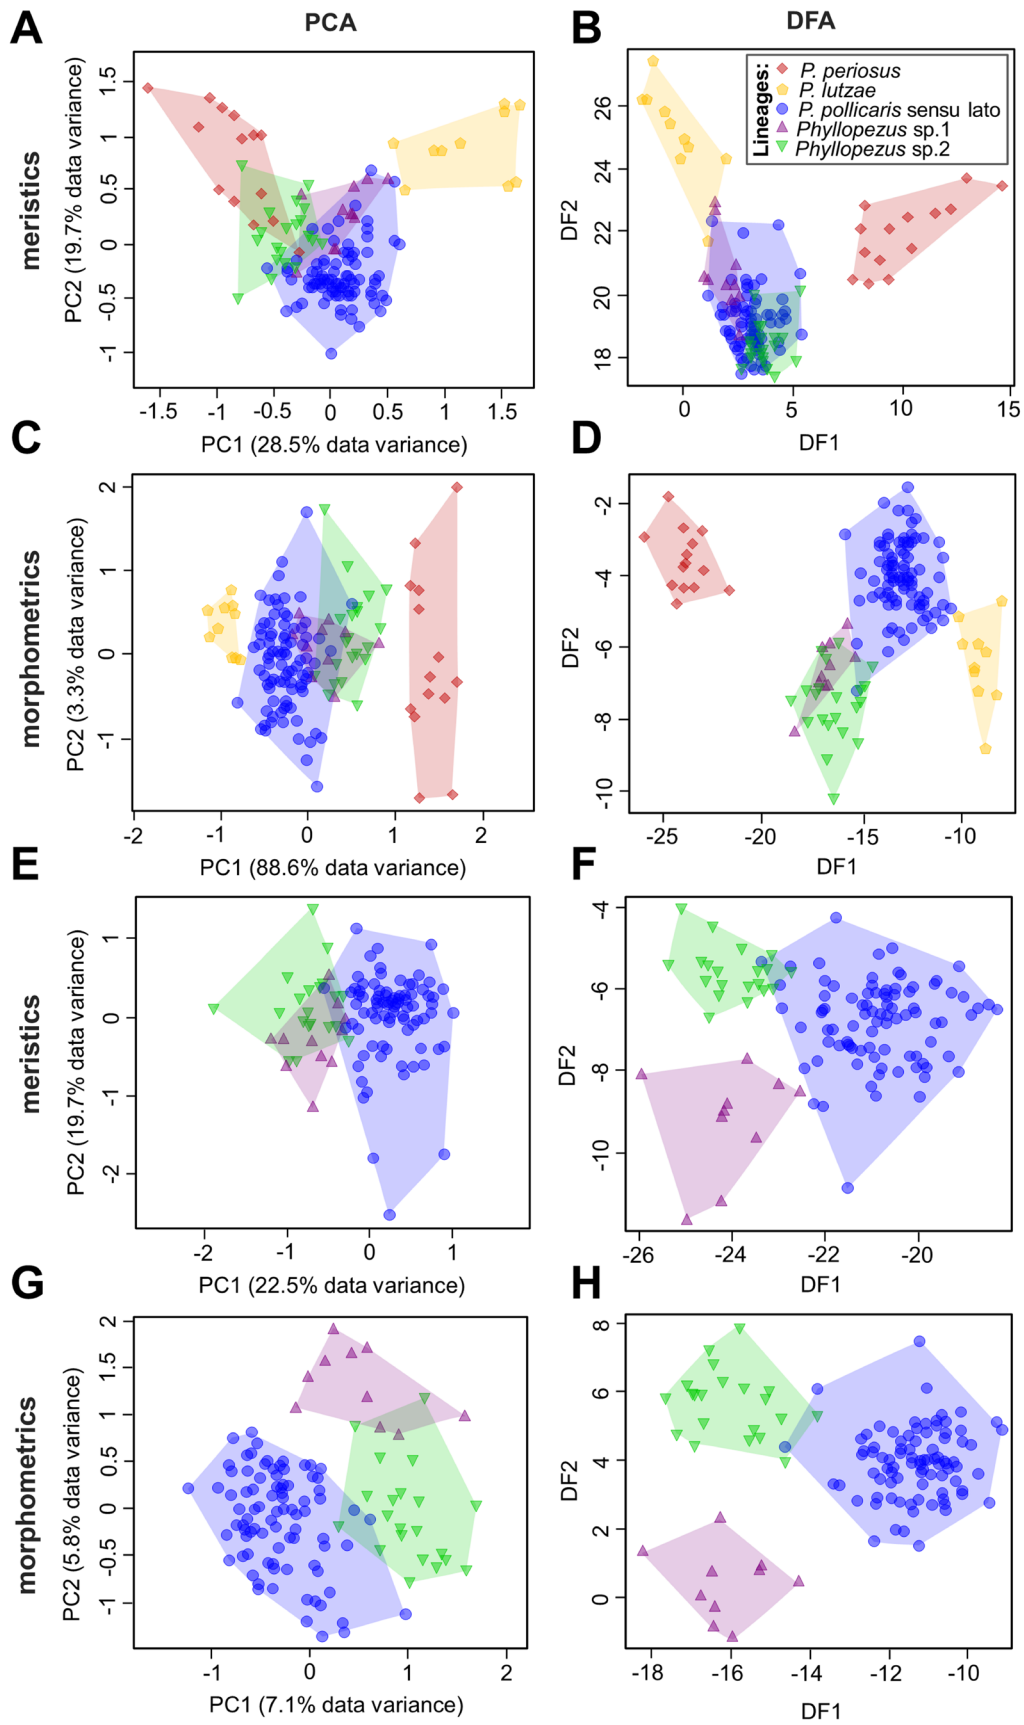 PCA
DFA
A
meristics
PC2 (19.7% data variance)
1.5
1
0.5
0
-0.5
-1
-1.5
-1
-0.5
0
0.5
1
1.5
PC1 (28.5% data variance)
B
Lineages:
P. periosus
P. lutzae
P. pollicaris sensu lato
Phyllopezus sp.1
Phyllopezus sp.2
DF2
26
24
22
20
18
0
5
10
15
DF1
C
morphometrics
PC2 (3.3% data variance)
2
1
0
-1
-2
-1
0
1
2
PC1 (88.6% data variance)
D
DF2
-2
-4
-6
-8
-10
-25
-20
-15
-10
DF1
E
meristics
PC2 (19.7% data variance)
1
0
-1
-2
-2
-1
0
1
PC1 (22.5% data variance)
F
DF2
-4
-6
-8
-10
-26
-24
-22
-20
DF1
G
morphometrics
PC2 (5.8% data variance)
2
1.5
1
0.5
0
-0.5
-1
-1
0
1
2
PC1 (7.1% data variance)
H
DF2
8
6
4
2
0
-18
-16
-14
-12
-10
DF1